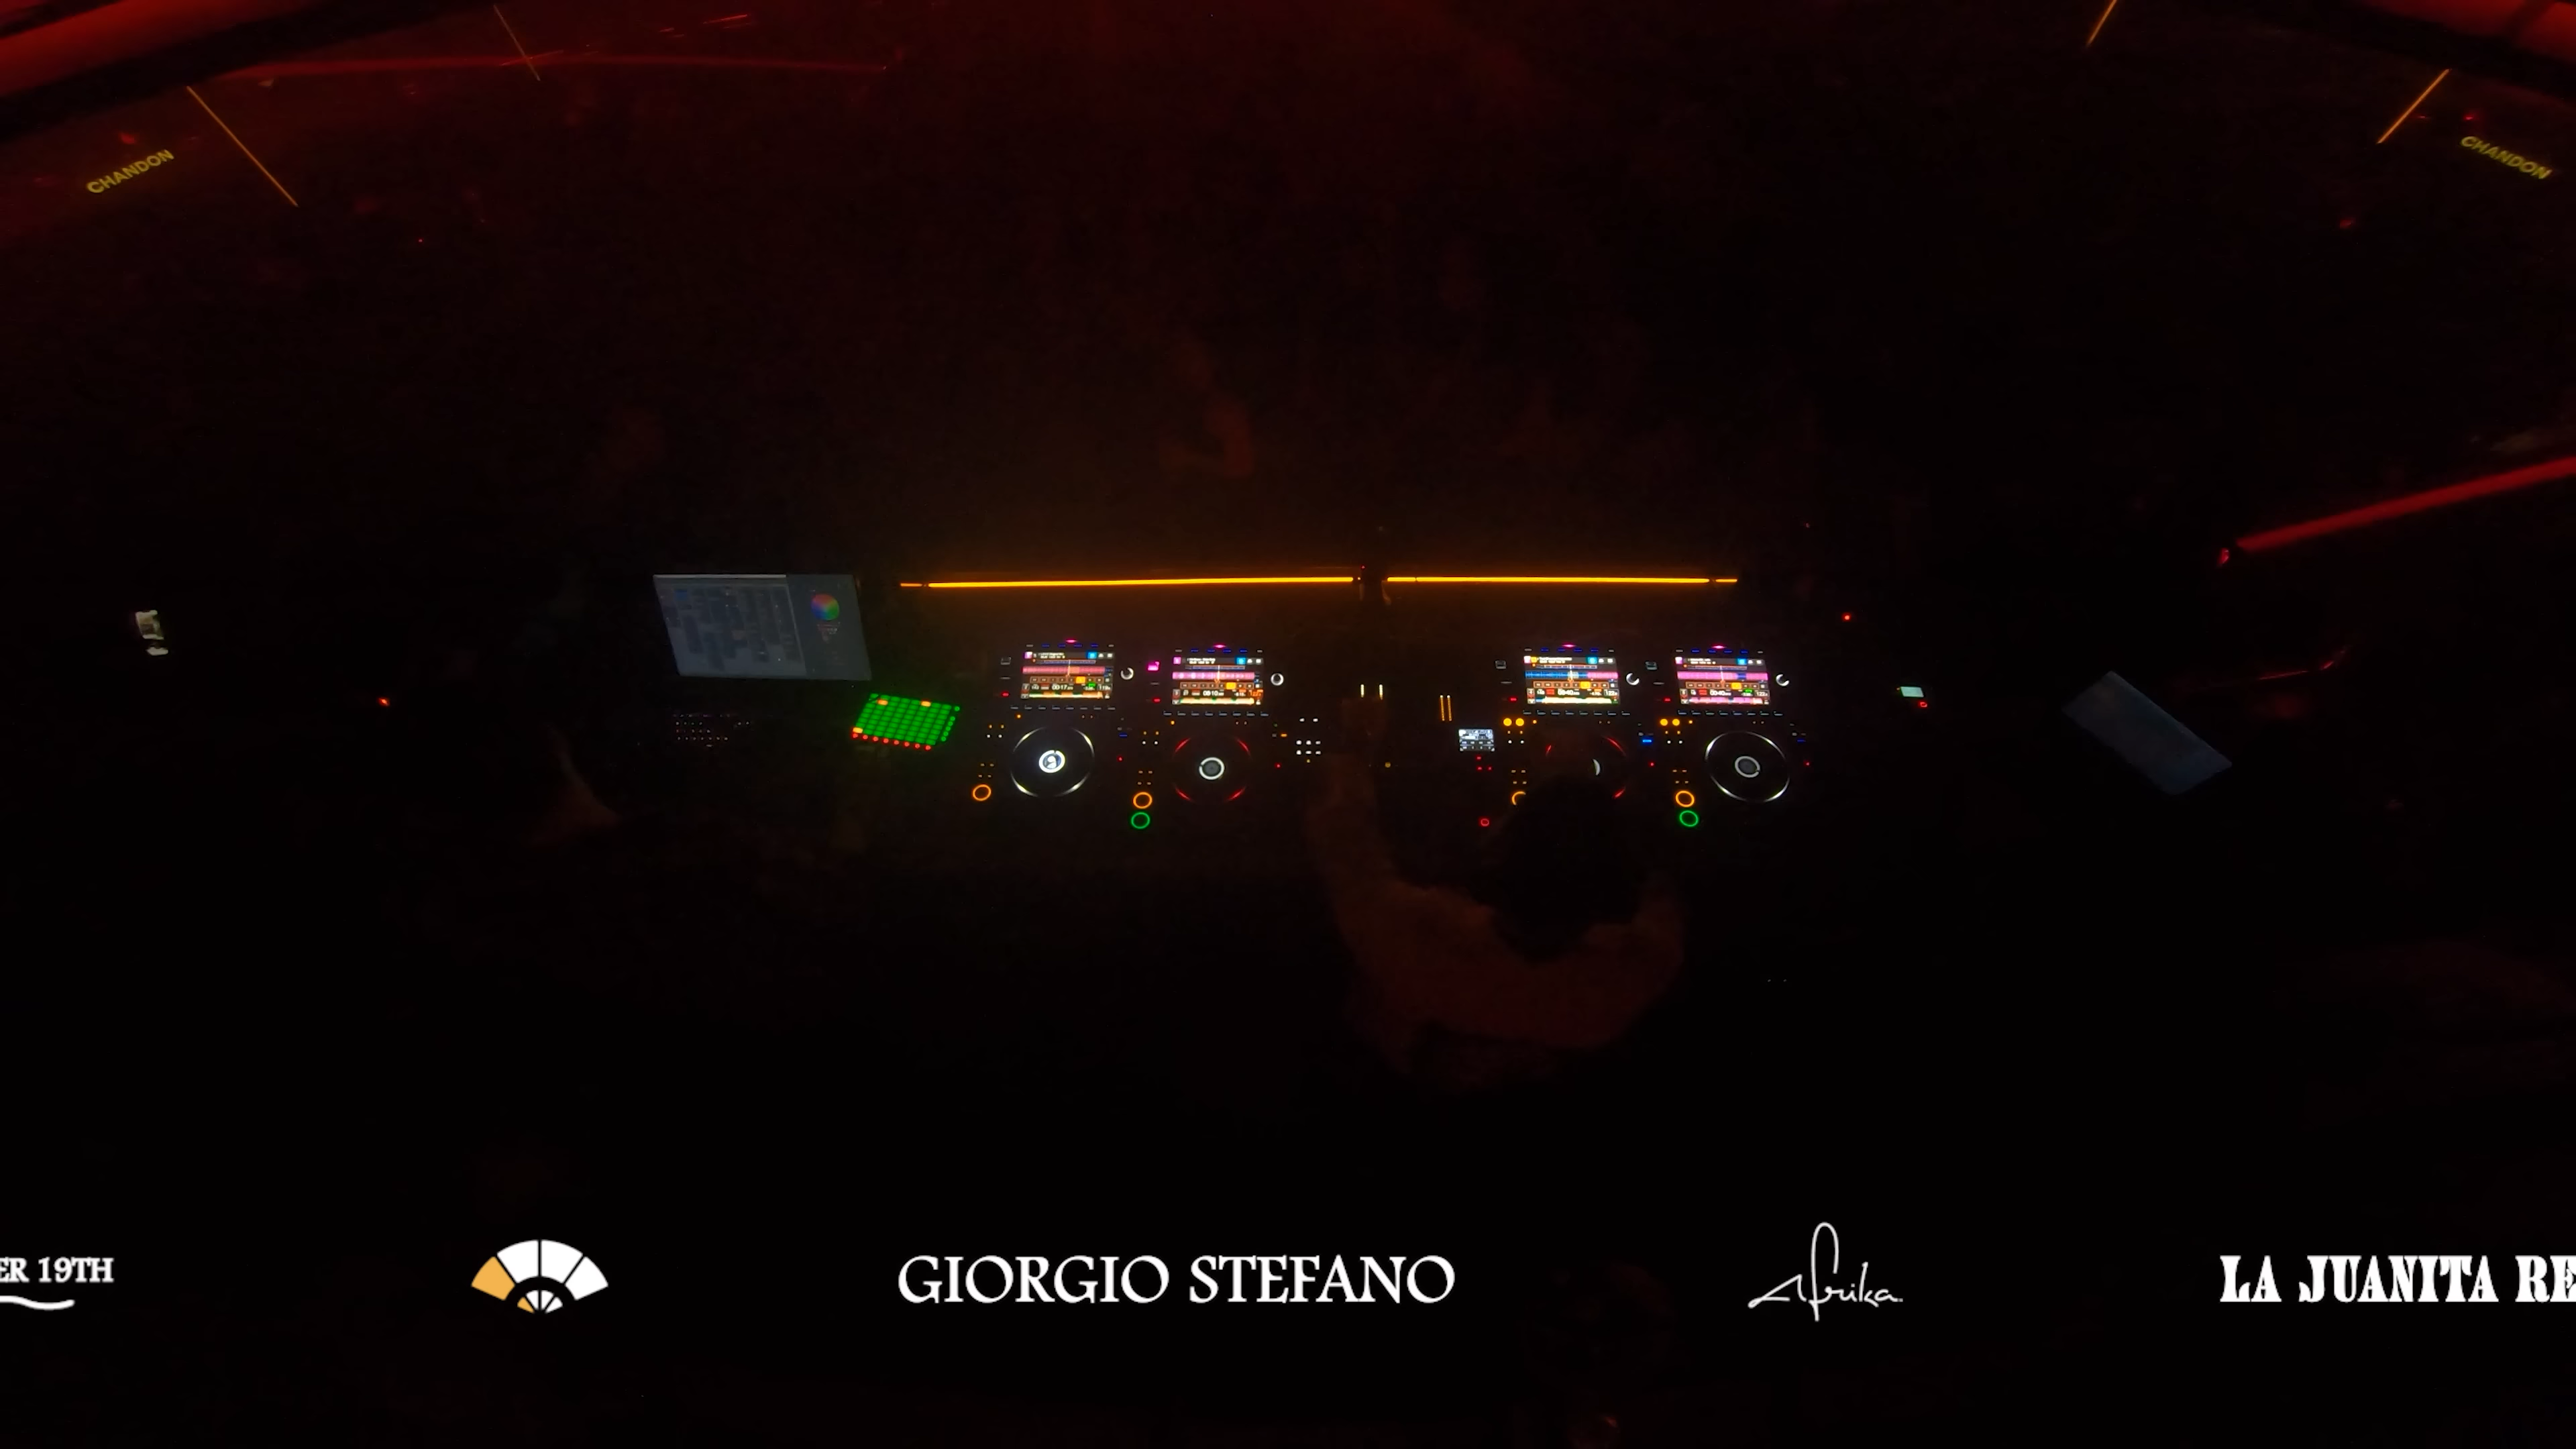 CHANDON
CHANDON
ER 19TH
GIORGIO STEFANO
Afrika
LA JUANITA RE